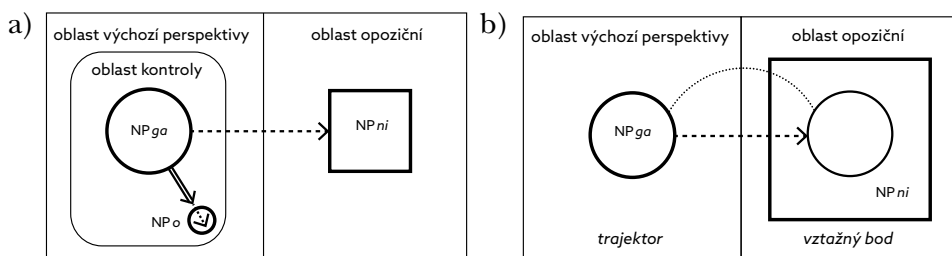 a)
oblast výchozí perspektivy
oblast opoziční
oblast kontroly
NP ga
NP ni
NP o
b)
oblast výchozí perspektivy
oblast opoziční
NP ga
NP ni
trajektor
vztažný bod